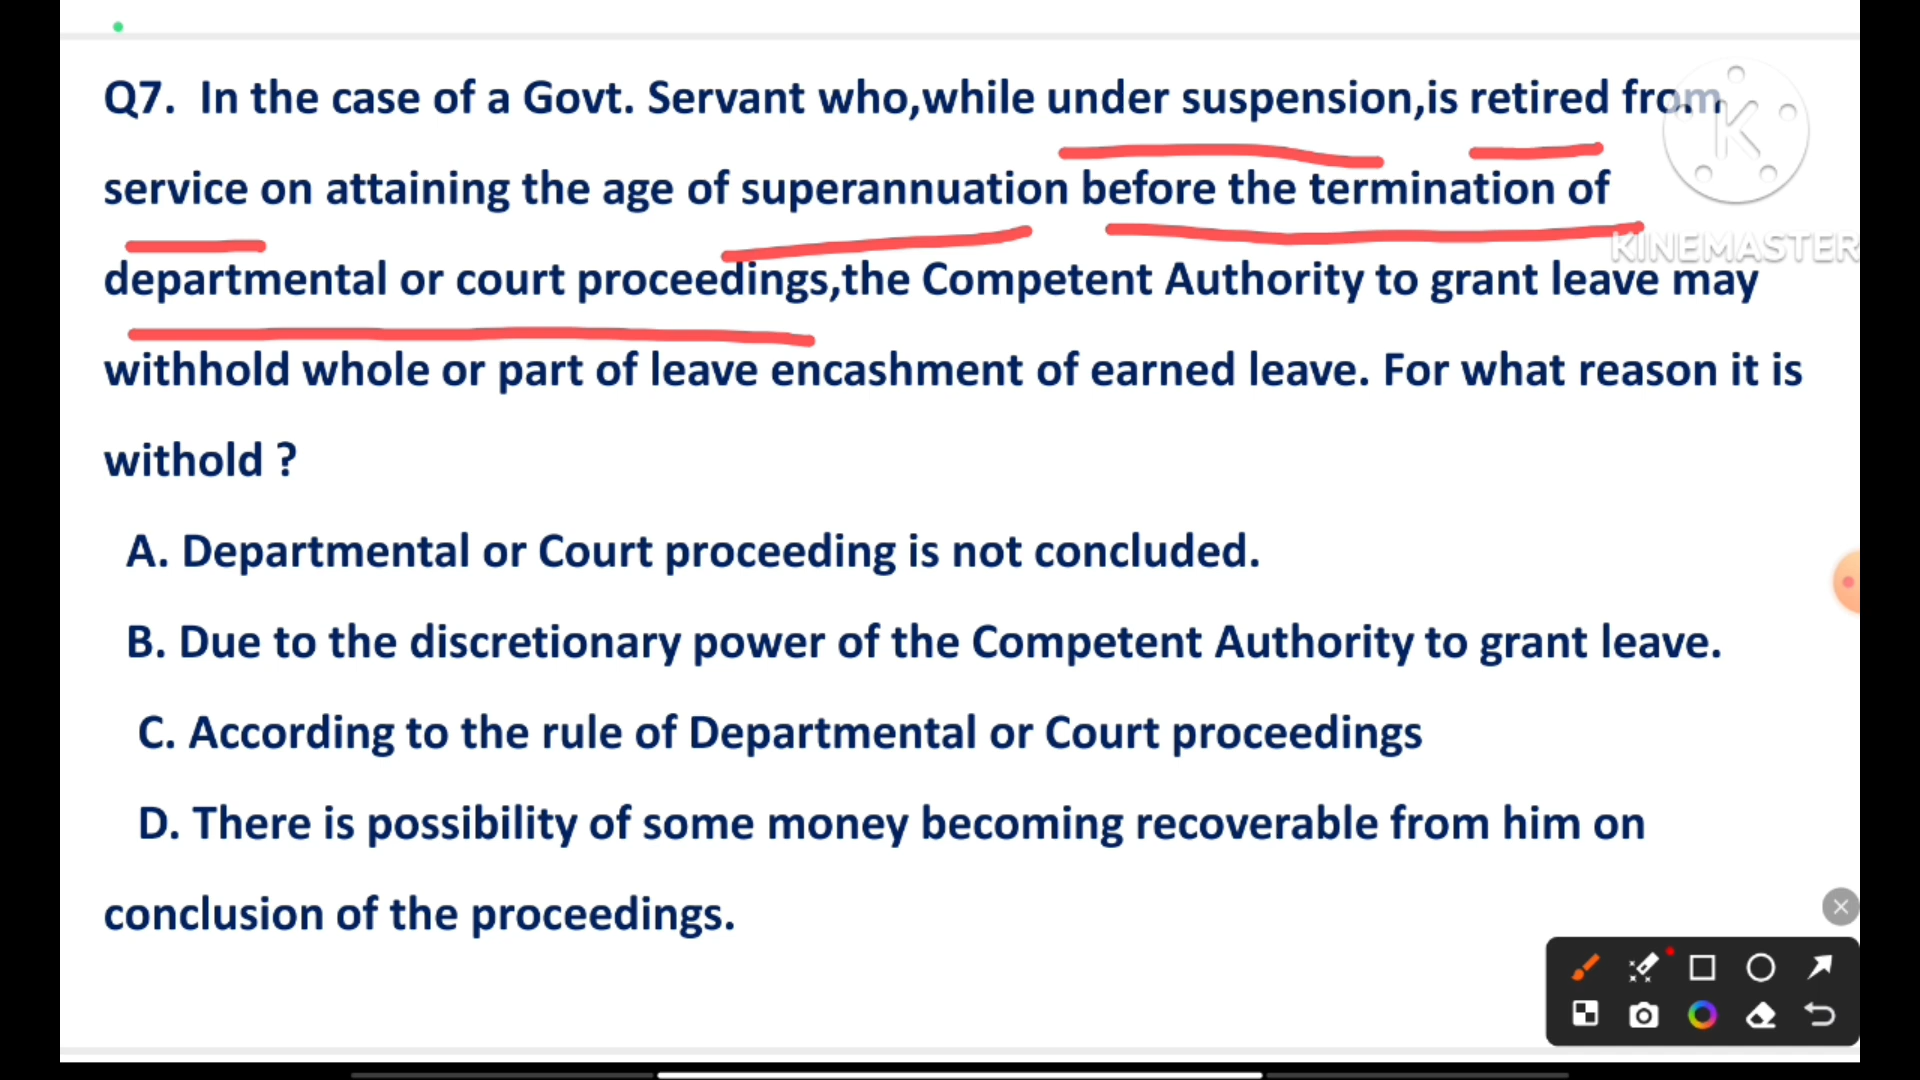 Q7. In the case of a Govt. Servant who,while under suspension,is retired from
service on attaining the age of superannuation before the termination of
KINEMASTER
departmental or court proceedings,the Competent Authority to grant leave may
withhold whole or part of leave encashment of earned leave. For what reason it is
withold ?
A. Departmental or Court proceeding is not concluded.
B. Due to the discretionary power of the Competent Authority to grant leave.
C. According to the rule of Departmental or Court proceedings
D. There is possibility of some money becoming recoverable from him on
conclusion of the proceedings.